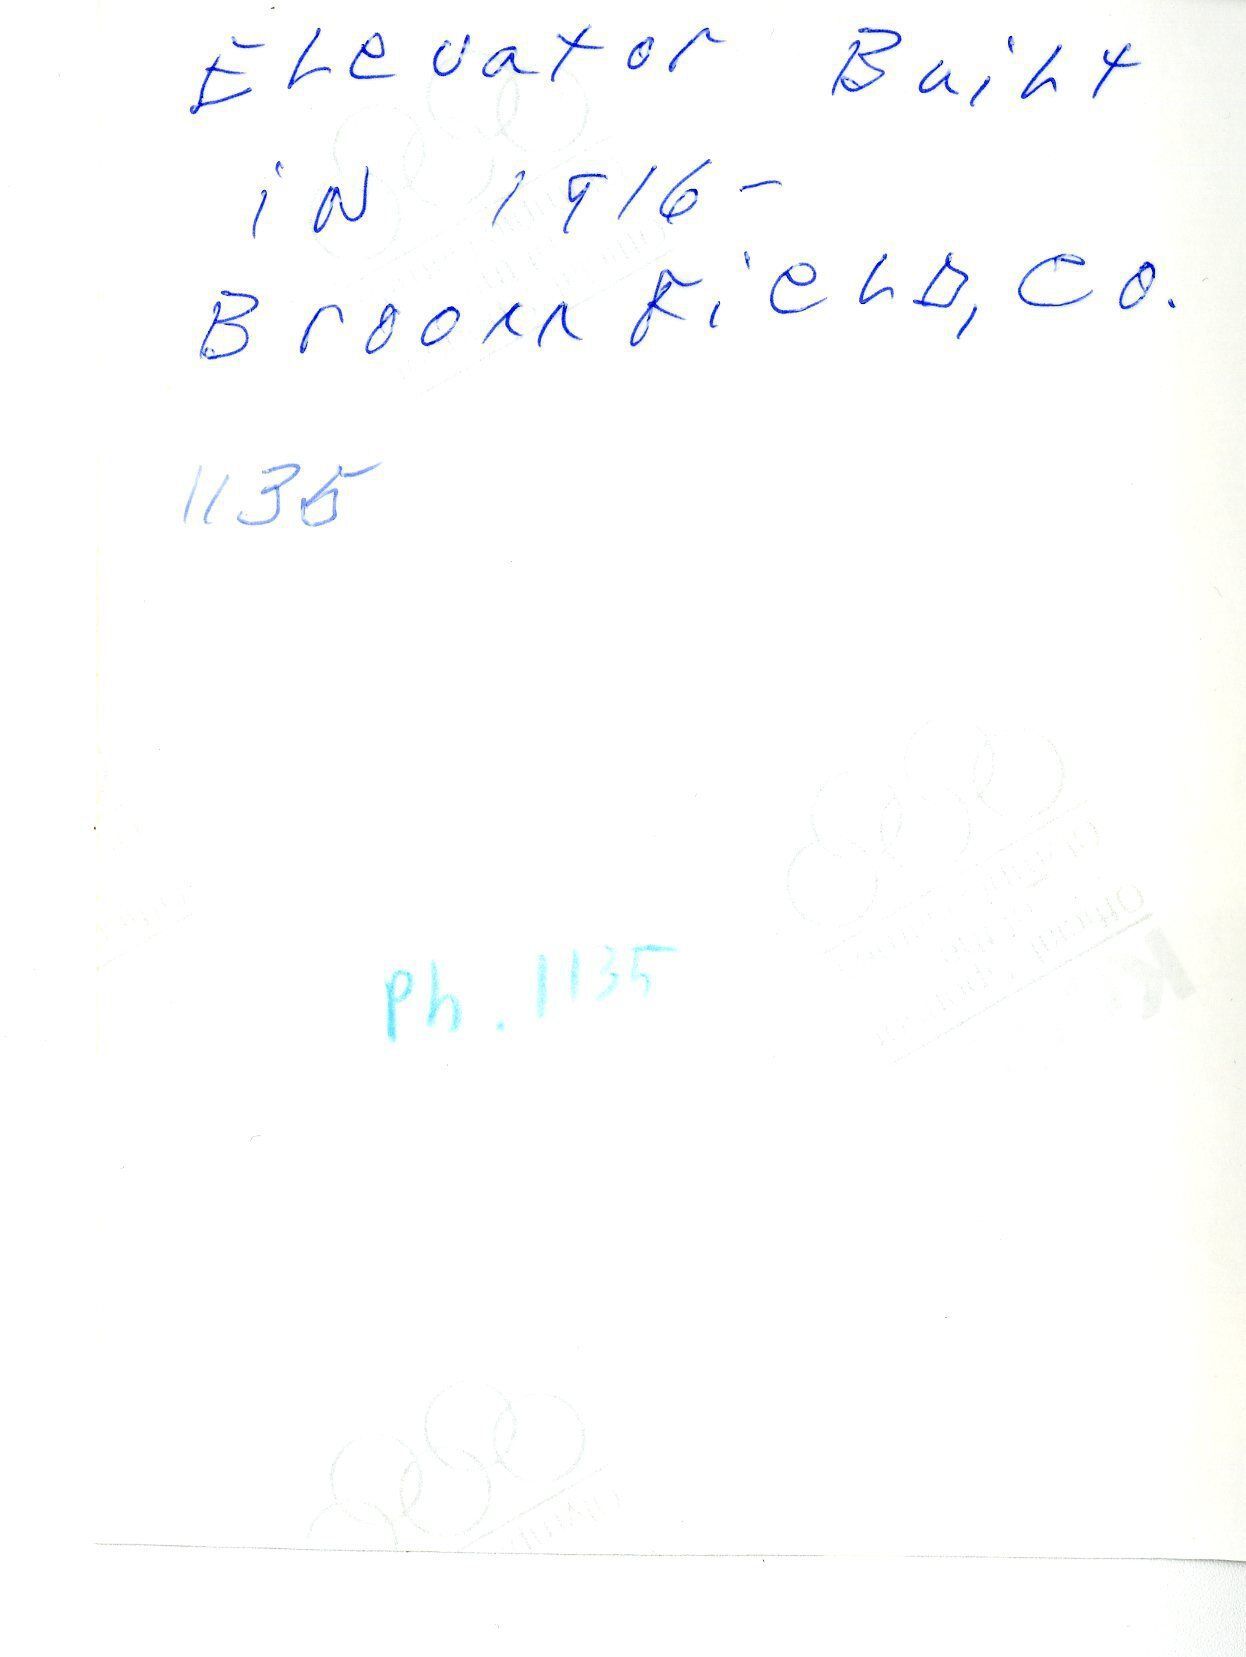 Elevator Built
in 1916-
Broomfield, Co.
1135
Ph. 1135